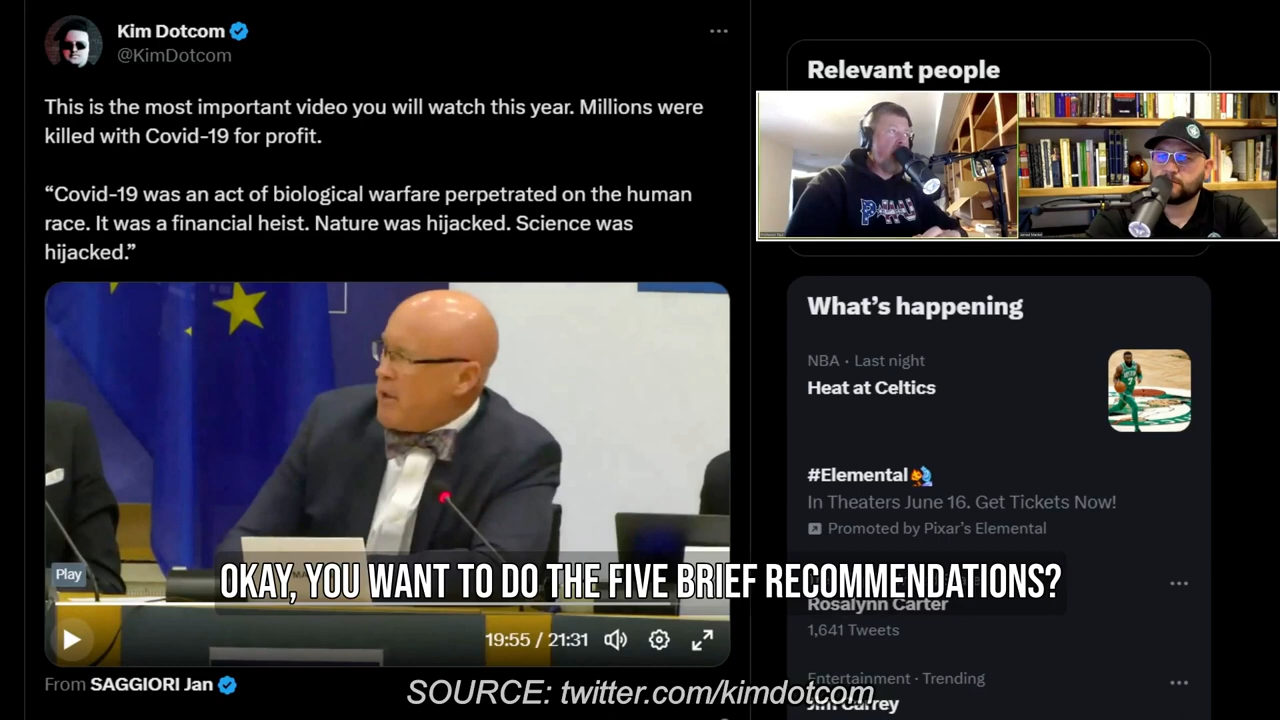 Kim Dotcom
@KimDotcom
This is the most important video you will watch this year. Millions were
killed with Covid-19 for profit.
“Covid-19 was an act of biological warfare perpetrated on the human
race. It was a financial heist. Nature was hijacked. Science was
hijacked.”
Play
19:55 / 21:31
From SAGGIORI Jan
Relevant people
What’s happening
NBA · Last night
Heat at Celtics
#Elemental
In Theaters June 16. Get Tickets Now!
Promoted by Pixar’s Elemental
Rosalynn Carter
1,641 Tweets
Entertainment · Trending
Jim Carrey
OKAY, YOU WANT TO DO THE FIVE BRIEF RECOMMENDATIONS?
SOURCE: twitter.com/kimdotcom